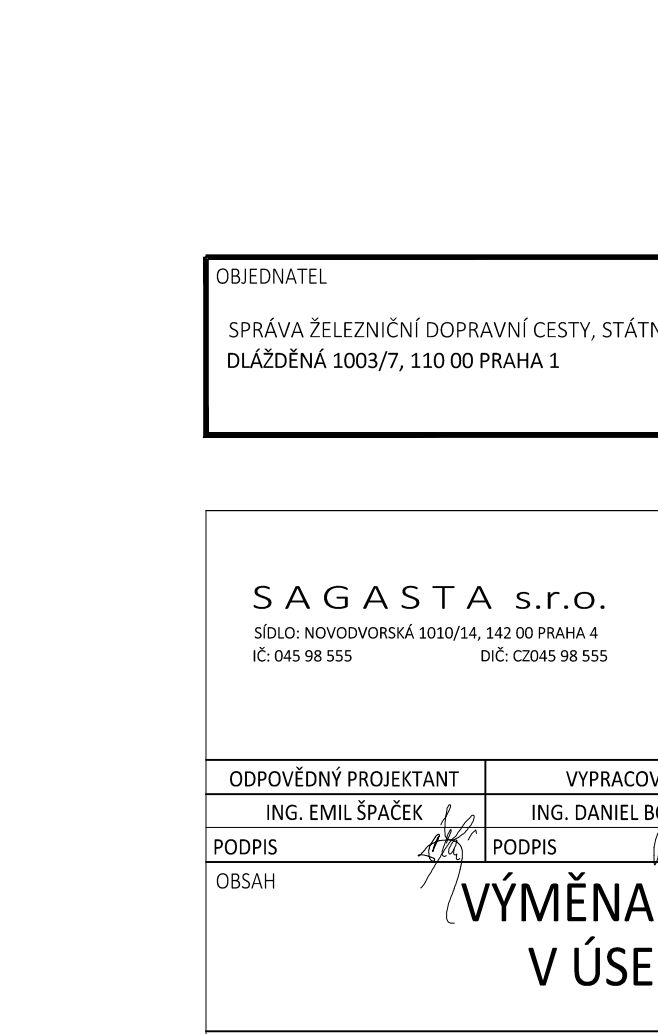 OBJEDNATEL
SPRÁVA ŽELEZNIČNÍ DOPRAVNÍ CESTY, STÁTN
DLÁŽDĚNÁ 1003/7, 110 00 PRAHA 1
SAGASTA s.r.o.
SÍDLO: NOVODVORSKÁ 1010/14, 142 00 PRAHA 4
IČ: 045 98 555 DIČ: CZ045 98 555
ODPOVĚDNÝ PROJEKTANT VYPRACOV
ING. EMIL ŠPAČEK ING. DANIEL BO
PODPIS PODPIS
OBSAH
VÝMĚNA
V ÚSE